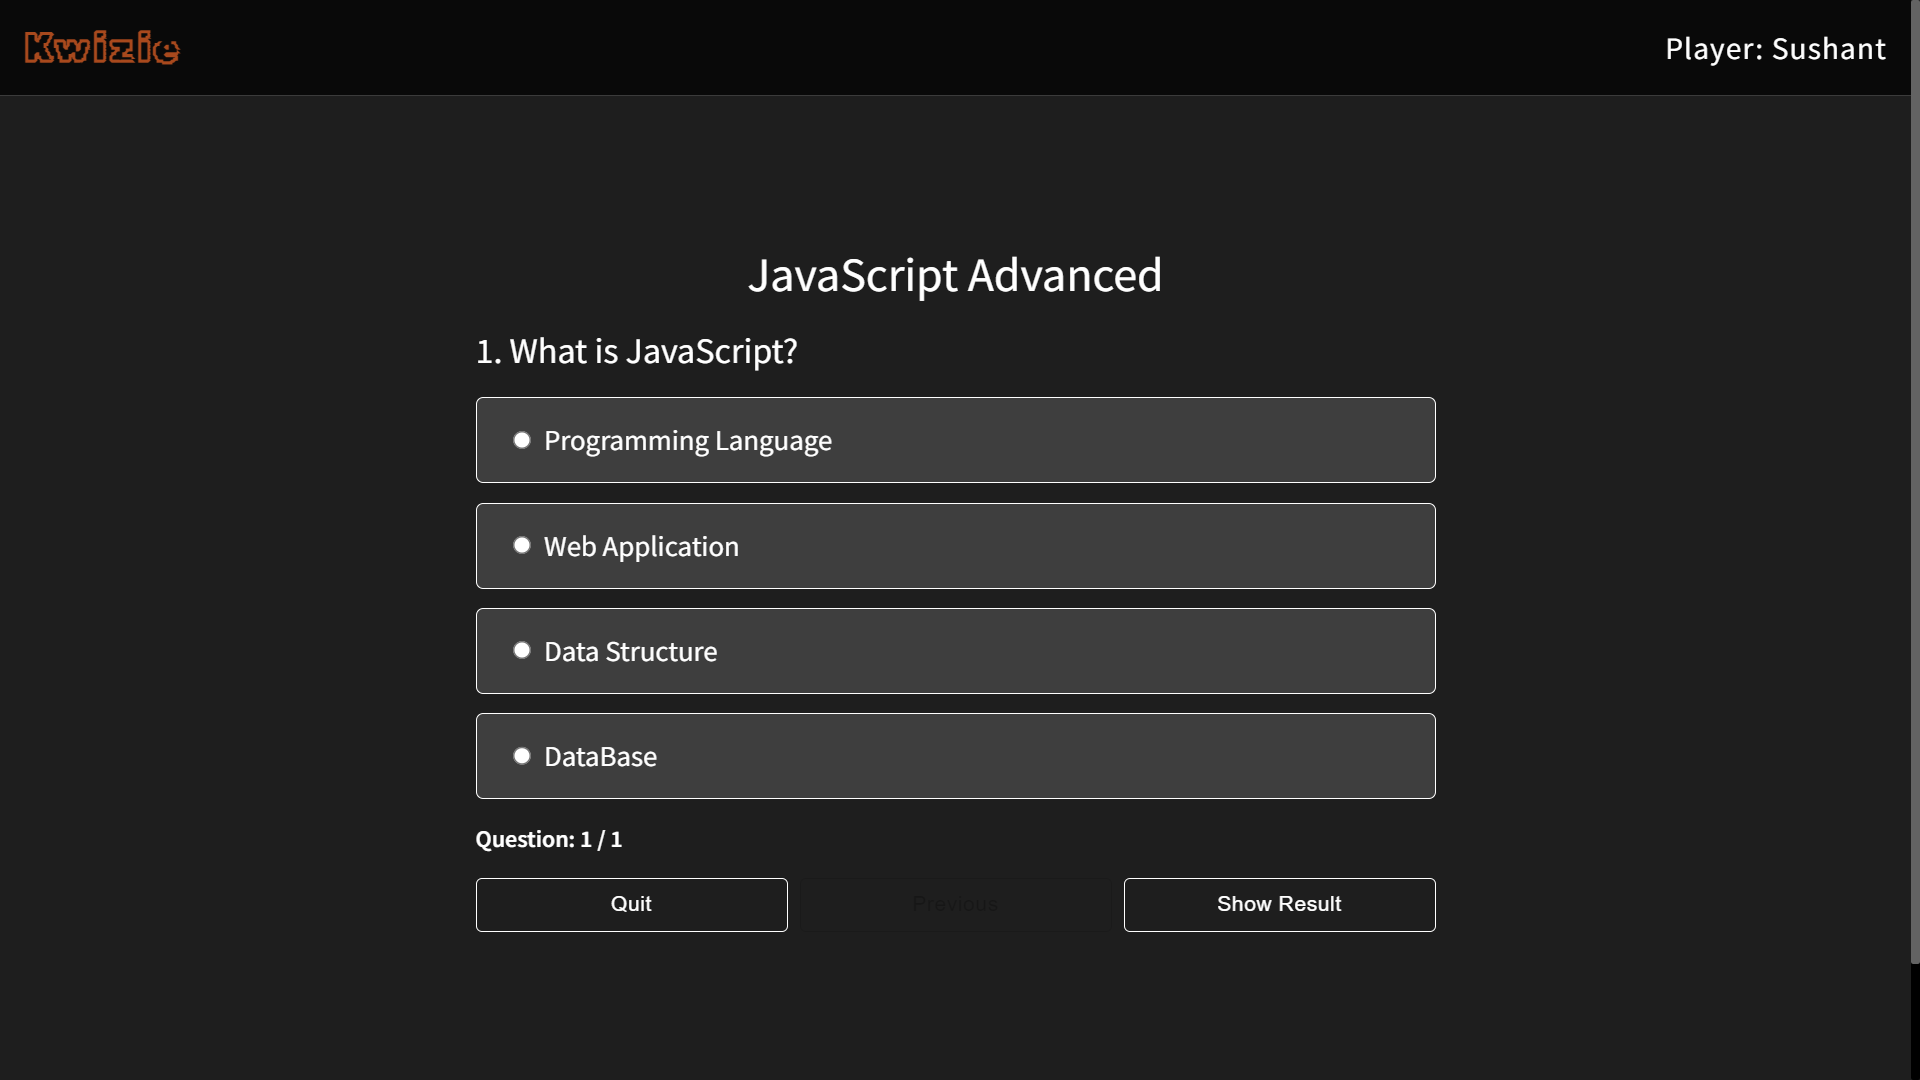 Kwizie
Player: Sushant
JavaScript Advanced
1. What is JavaScript?
Programming Language
Web Application
Data Structure
DataBase
Question: 1 / 1
Quit
Previous
Show Result